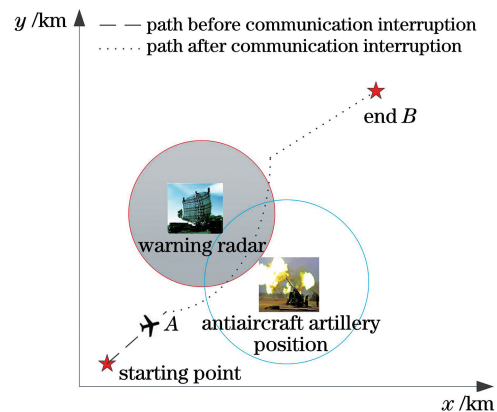 y /km
path before communication interruption
path after communication interruption
end B
warning radar
A
antiaircraft artillery
position
starting point
x /km